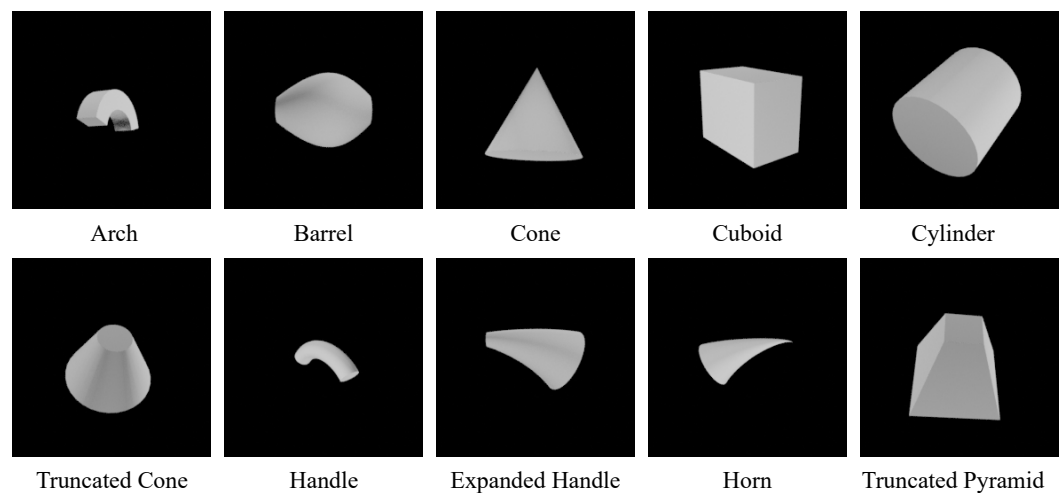 Arch
Barrel
Cone
Cuboid
Cylinder
Truncated Cone
Handle
Expanded Handle
Horn
Truncated Pyramid